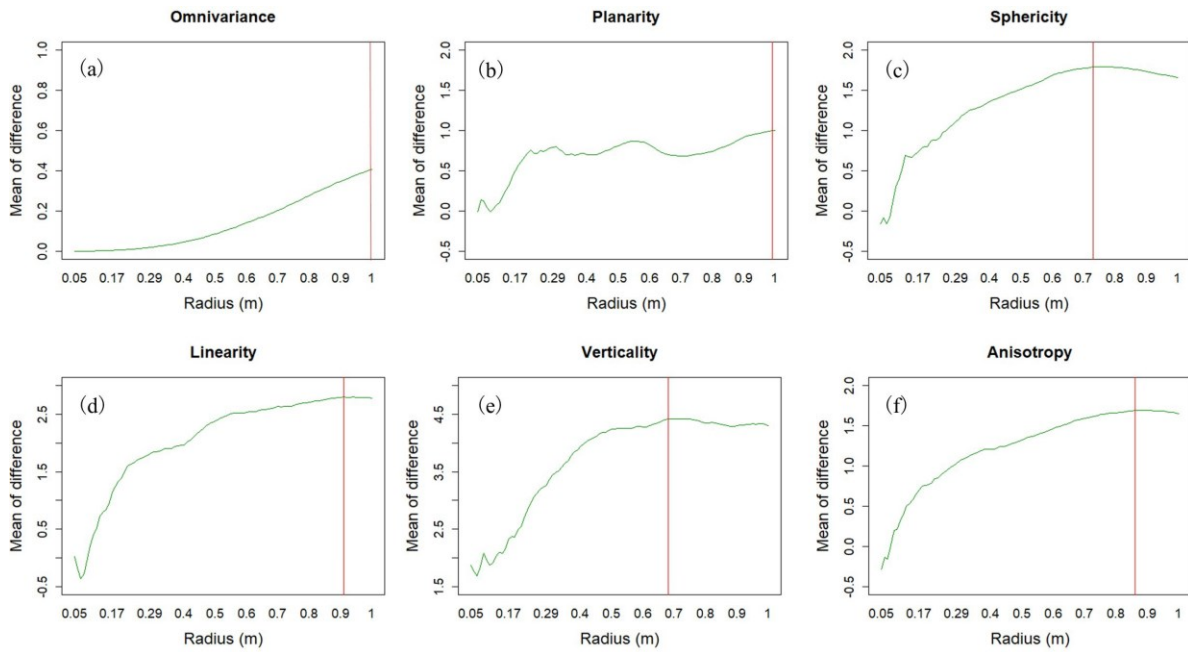 Omnivariance
(a)
Mean of difference
1.0
0.8
0.6
0.4
0.2
0.0
0.05 0.17 0.29 0.4 0.5 0.6 0.7 0.8 0.9 1
Radius (m)
Planarity
(b)
Mean of difference
2.0
1.5
1.0
0.5
0.0
-0.5
0.05 0.17 0.29 0.4 0.5 0.6 0.7 0.8 0.9 1
Radius (m)
Sphericity
(c)
Mean of difference
2.0
1.5
1.0
0.5
0.0
-0.5
0.05 0.17 0.29 0.4 0.5 0.6 0.7 0.8 0.9 1
Radius (m)
Linearity
(d)
Mean of difference
2.5
1.5
0.5
-0.5
0.05 0.17 0.29 0.4 0.5 0.6 0.7 0.8 0.9 1
Radius (m)
Verticality
(e)
Mean of difference
4.5
3.5
2.5
1.5
0.05 0.17 0.29 0.4 0.5 0.6 0.7 0.8 0.9 1
Radius (m)
Anisotropy
(f)
Mean of difference
2.0
1.5
1.0
0.5
0.0
-0.5
0.05 0.17 0.29 0.4 0.5 0.6 0.7 0.8 0.9 1
Radius (m)